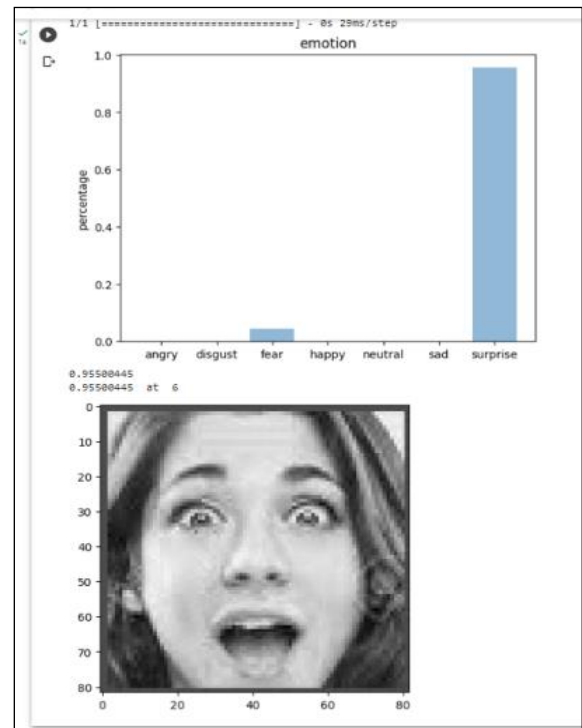 1/1 [==============================] - 0s 29ms/step
emotion
1.0
0.8
0.6
0.4
0.2
0.0
percentage
angry disgust fear happy neutral sad surprise
0.95500445
0.95500445 at 6
0
10
20
30
40
50
60
70
80
0 20 40 60 80